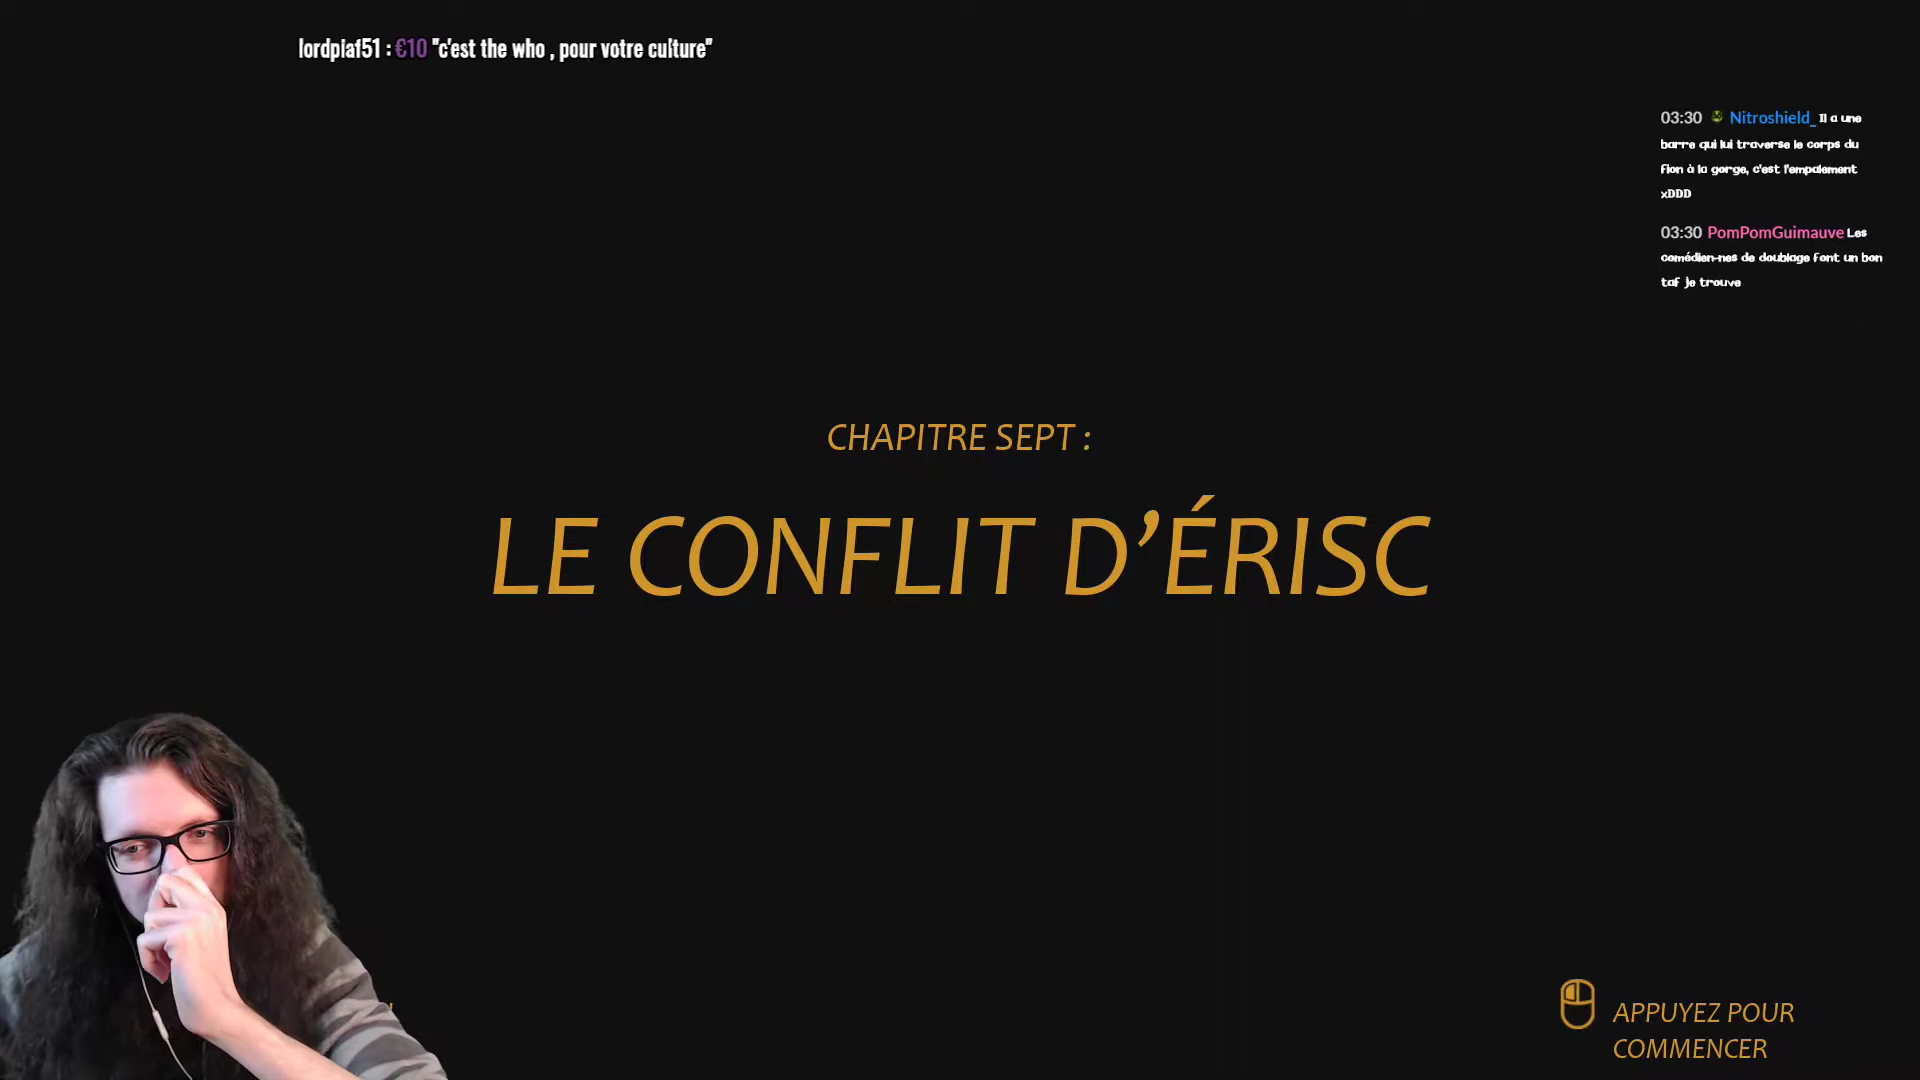 lordpiaf51 : €10 "c'est the who , pour votre culture"
03:30 Nitroshield_ Il a une
barre qui lui traverse le corps du
fion à la gorge, c'est l'empalement
xDDD
03:30 PomPomGuimauve Les
comédien-nes de doublage font un bon
taf je trouve
CHAPITRE SEPT :
LE CONFLIT D’ÉRISC
APPUYEZ POUR
COMMENCER